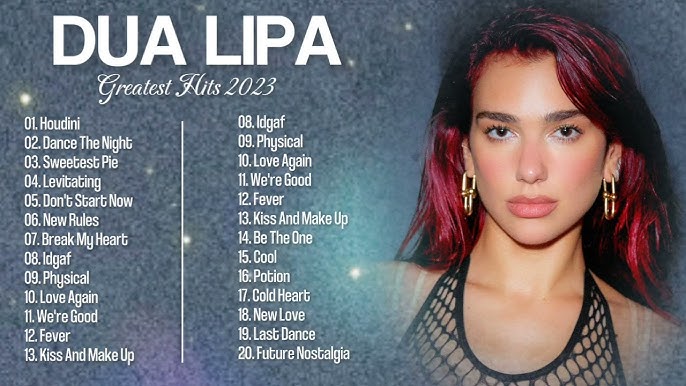 DUA LIPA
Greatest Hits 2023
01. Houdini
02. Dance The Night
03. Sweetest Pie
04. Levitating
05. Don't Start Now
06. New Rules
07. Break My Heart
08. Idgaf
09. Physical
10. Love Again
11. We're Good
12. Fever
13. Kiss And Make Up
08. Idgaf
09. Physical
10. Love Again
11. We're Good
12. Fever
13. Kiss And Make Up
14. Be The One
15. Cool
16. Potion
17. Cold Heart
18. New Love
19. Last Dance
20. Future Nostalgia